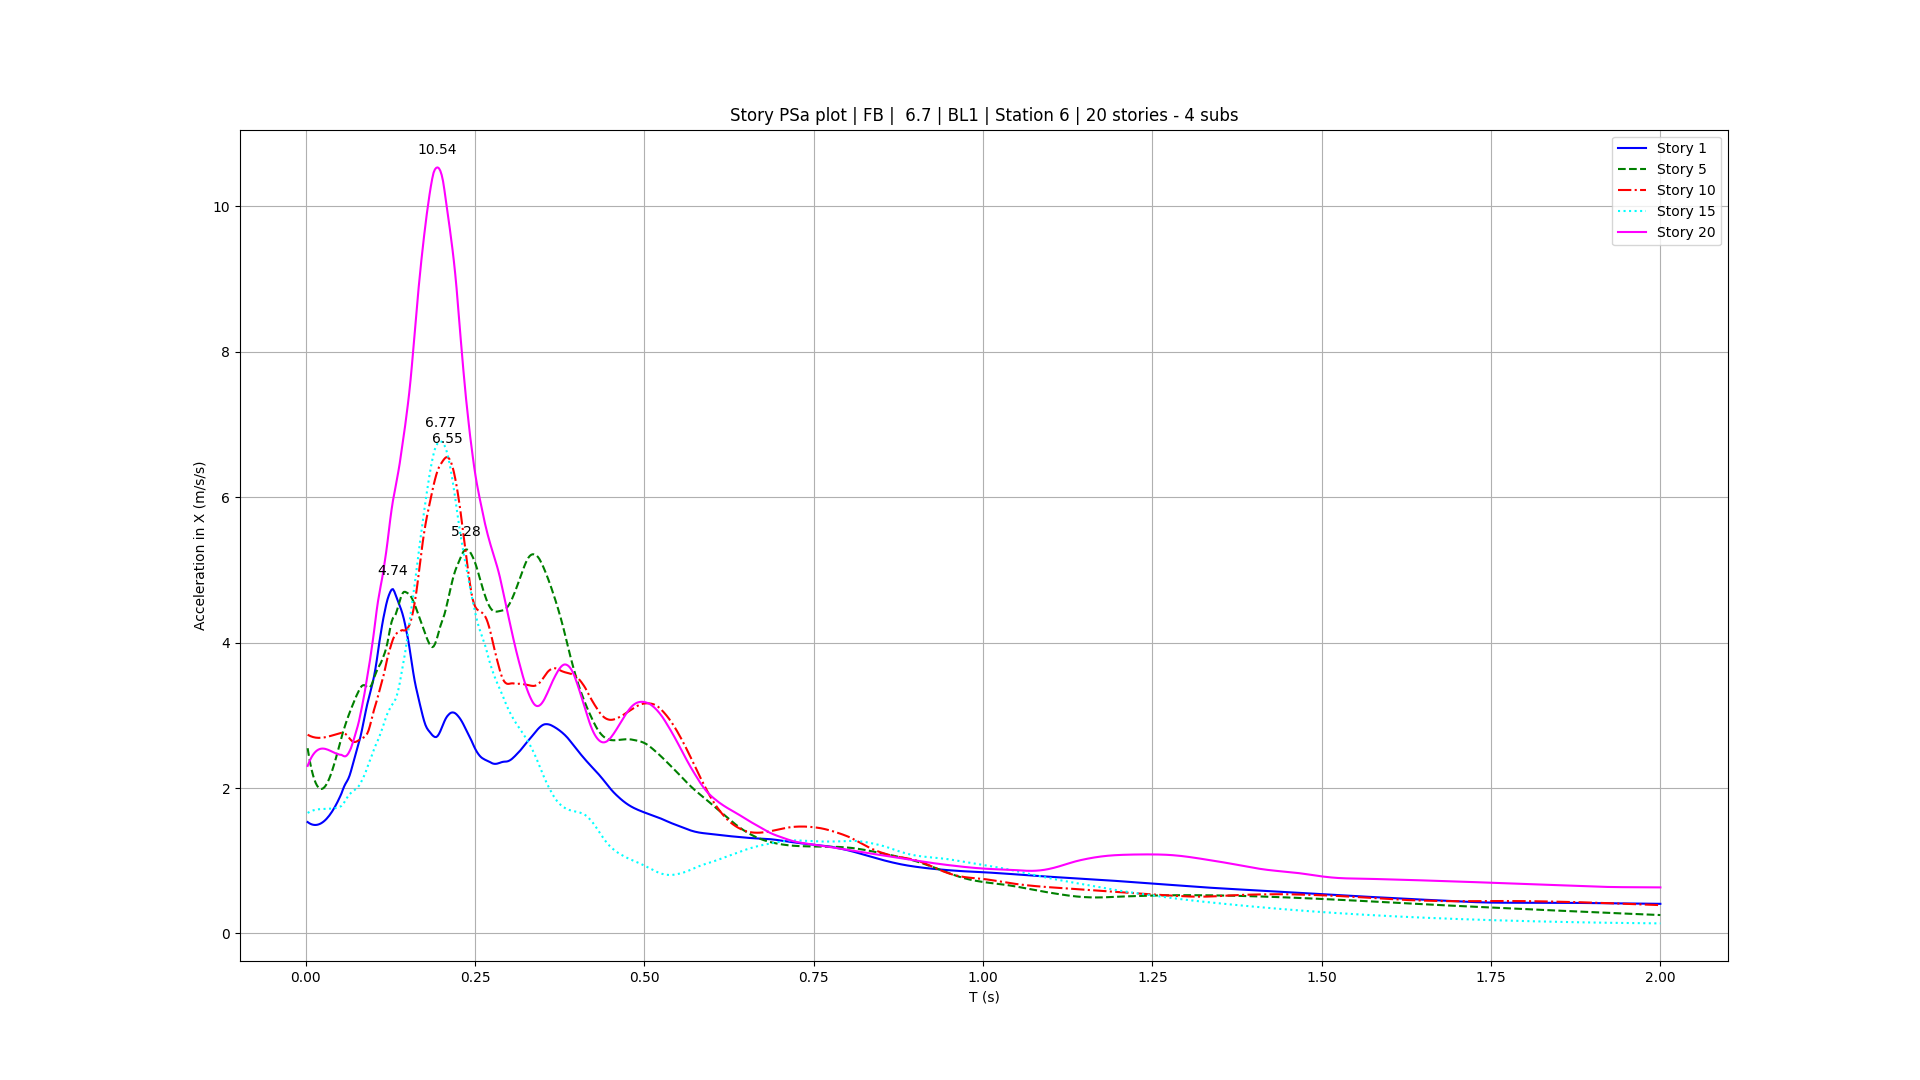 Story PSa plot | FB |  6.7 | BL1 | Station 6 | 20 stories - 4 subs
Story 1
Story 5
Story 10
Story 15
Story 20
10.54
6.77
6.55
5.28
4.74
10
8
6
4
2
0
Acceleration in X (m/s/s)
0.00 0.25 0.50 0.75 1.00 1.25 1.50 1.75 2.00
T (s)